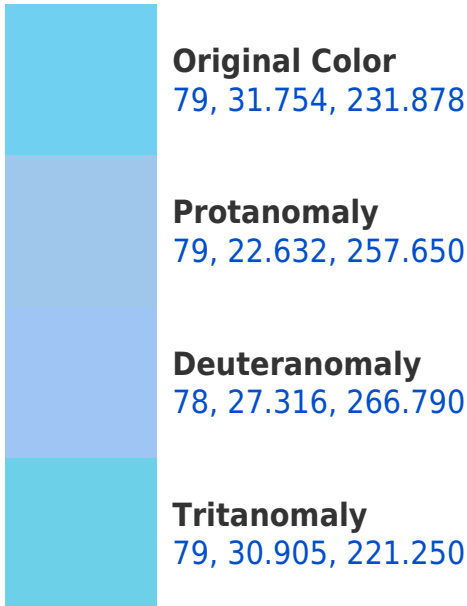 Original Color
79, 31.754, 231.878
Protanomaly
79, 22.632, 257.650
Deuteranomaly
78, 27.316, 266.790
Tritanomaly
79, 30.905, 221.250